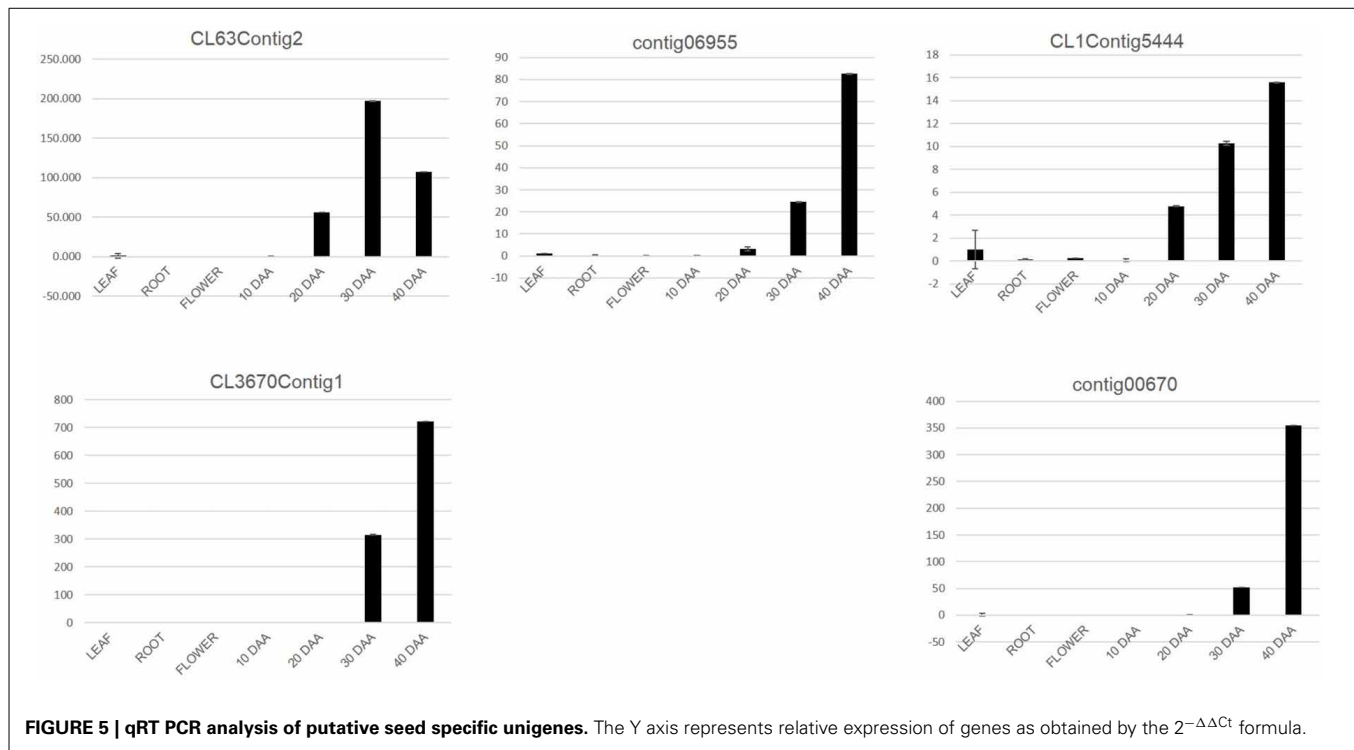 CL63Contig2
250.000
200.000
150.000
100.000
50.000
0.000
-50.000
LEAF
ROOT
FLOWER
10 DAA
20 DAA
30 DAA
40 DAA
contig06955
90
80
70
60
50
40
30
20
10
0
-10
LEAF
ROOT
FLOWER
10 DAA
20 DAA
30 DAA
40 DAA
CL1Contig5444
18
16
14
12
10
8
6
4
2
0
-2
LEAF
ROOT
FLOWER
10 DAA
20 DAA
30 DAA
40 DAA
CL3670Contig1
800
700
600
500
400
300
200
100
0
LEAF
ROOT
FLOWER
10 DAA
20 DAA
30 DAA
40 DAA
contig00670
400
350
300
250
200
150
100
50
0
-50
LEAF
ROOT
FLOWER
10 DAA
20 DAA
30 DAA
40 DAA
FIGURE 5 | qRT PCR analysis of putative seed specific unigenes. The Y axis represents relative expression of genes as obtained by the 2−ΔΔCt formula.